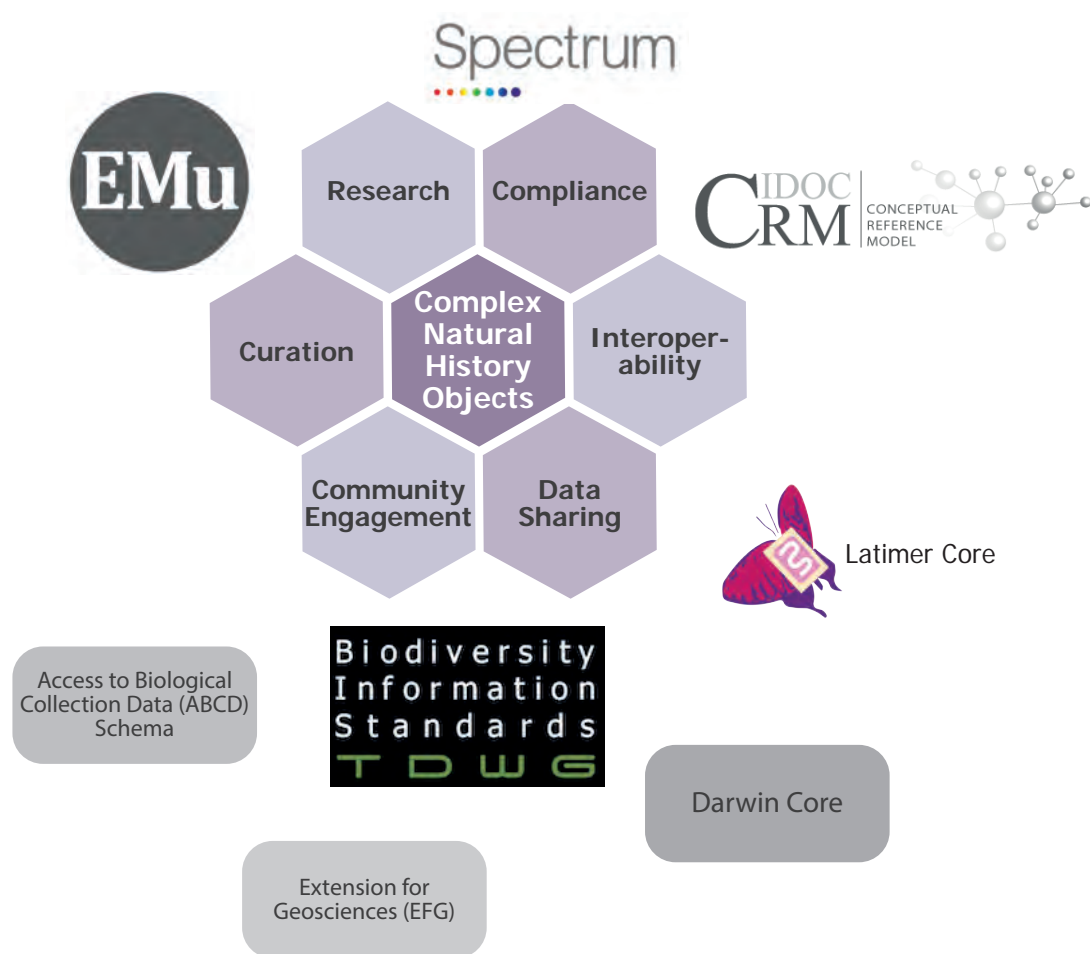 Spectrum
EMu
Research
Compliance
CIDOC
CRM
CONCEPTUAL
REFERENCE
MODEL
Curation
Complex
Natural
History
Objects
Interoper-
ability
Community
Engagement
Data
Sharing
Latimer Core
Biodiversity
Information
Standards
TDWG
Access to Biological
Collection Data (ABCD)
Schema
Darwin Core
Extension for
Geosciences (EFG)